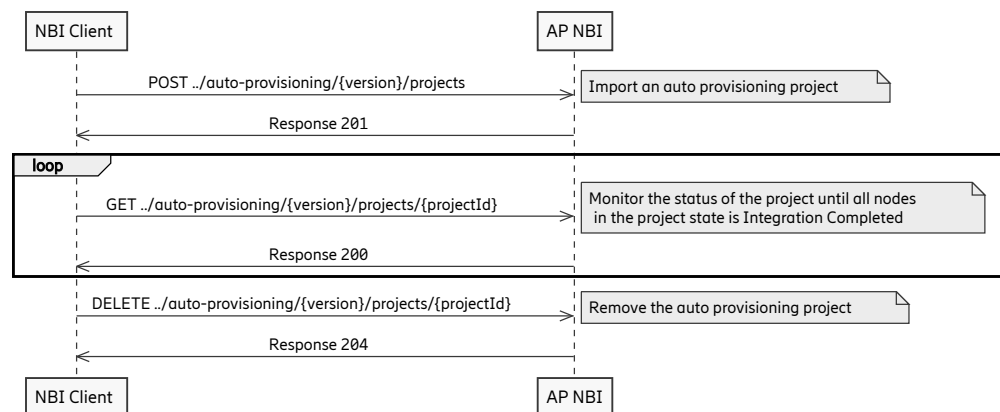 NBI Client
AP NBI
POST ../auto-provisioning/{version}/projects
Import an auto provisioning project
Response 201
loop
GET ../auto-provisioning/{version}/projects/{projectId}
Monitor the status of the project until all nodes
in the project state is Integration Completed
Response 200
DELETE ../auto-provisioning/{version}/projects/{projectId}
Remove the auto provisioning project
Response 204
NBI Client
AP NBI